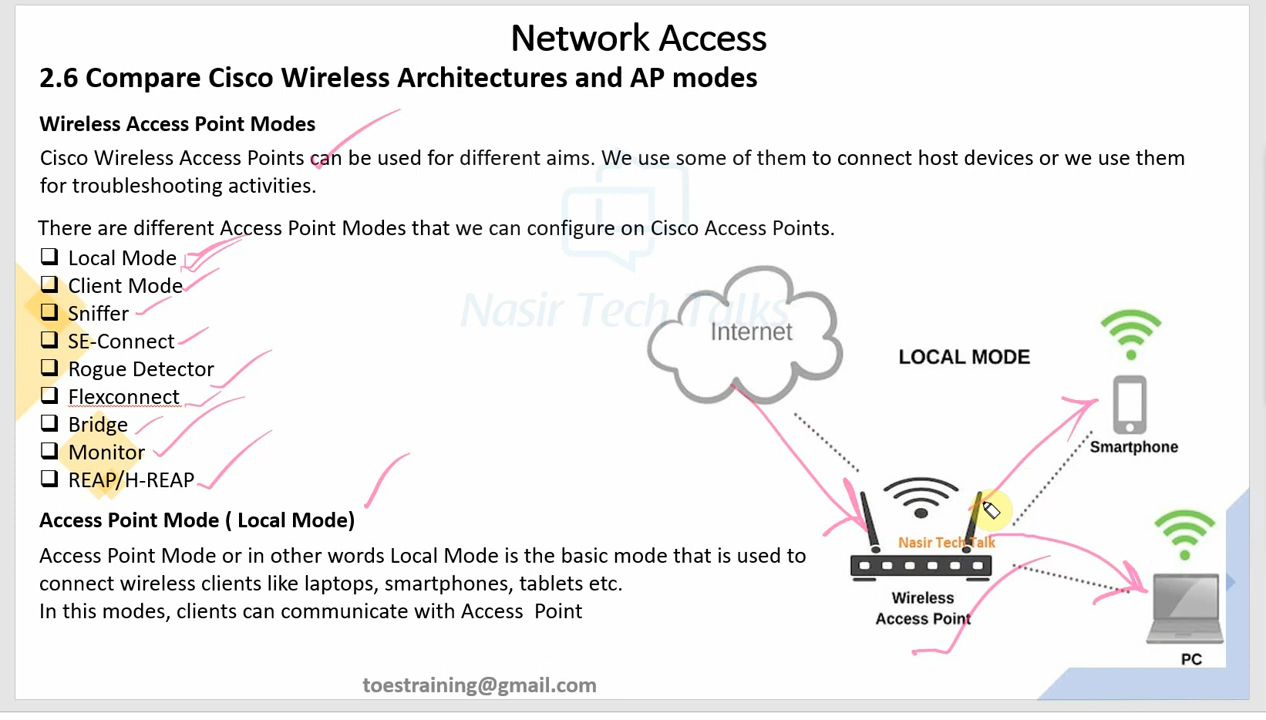 Network Access
2.6 Compare Cisco Wireless Architectures and AP modes
Wireless Access Point Modes
Cisco Wireless Access Points can be used for different aims. We use some of them to connect host devices or we use them
for troubleshooting activities.
There are different Access Point Modes that we can configure on Cisco Access Points.
Local Mode
Client Mode
Sniffer
SE-Connect
Rogue Detector
Flexconnect
Bridge
Monitor
REAP/H-REAP
Nasir Tech Talks
Internet
LOCAL MODE
Smartphone
Nasir Tech Talk
Wireless
Access Point
PC
Access Point Mode ( Local Mode)
Access Point Mode or in other words Local Mode is the basic mode that is used to
connect wireless clients like laptops, smartphones, tablets etc.
In this modes, clients can communicate with Access Point
toestraining@gmail.com